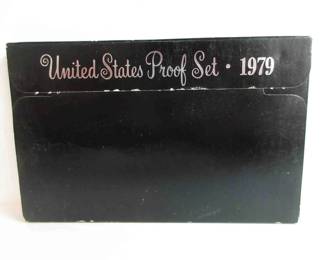 United States Proof Set · 1979